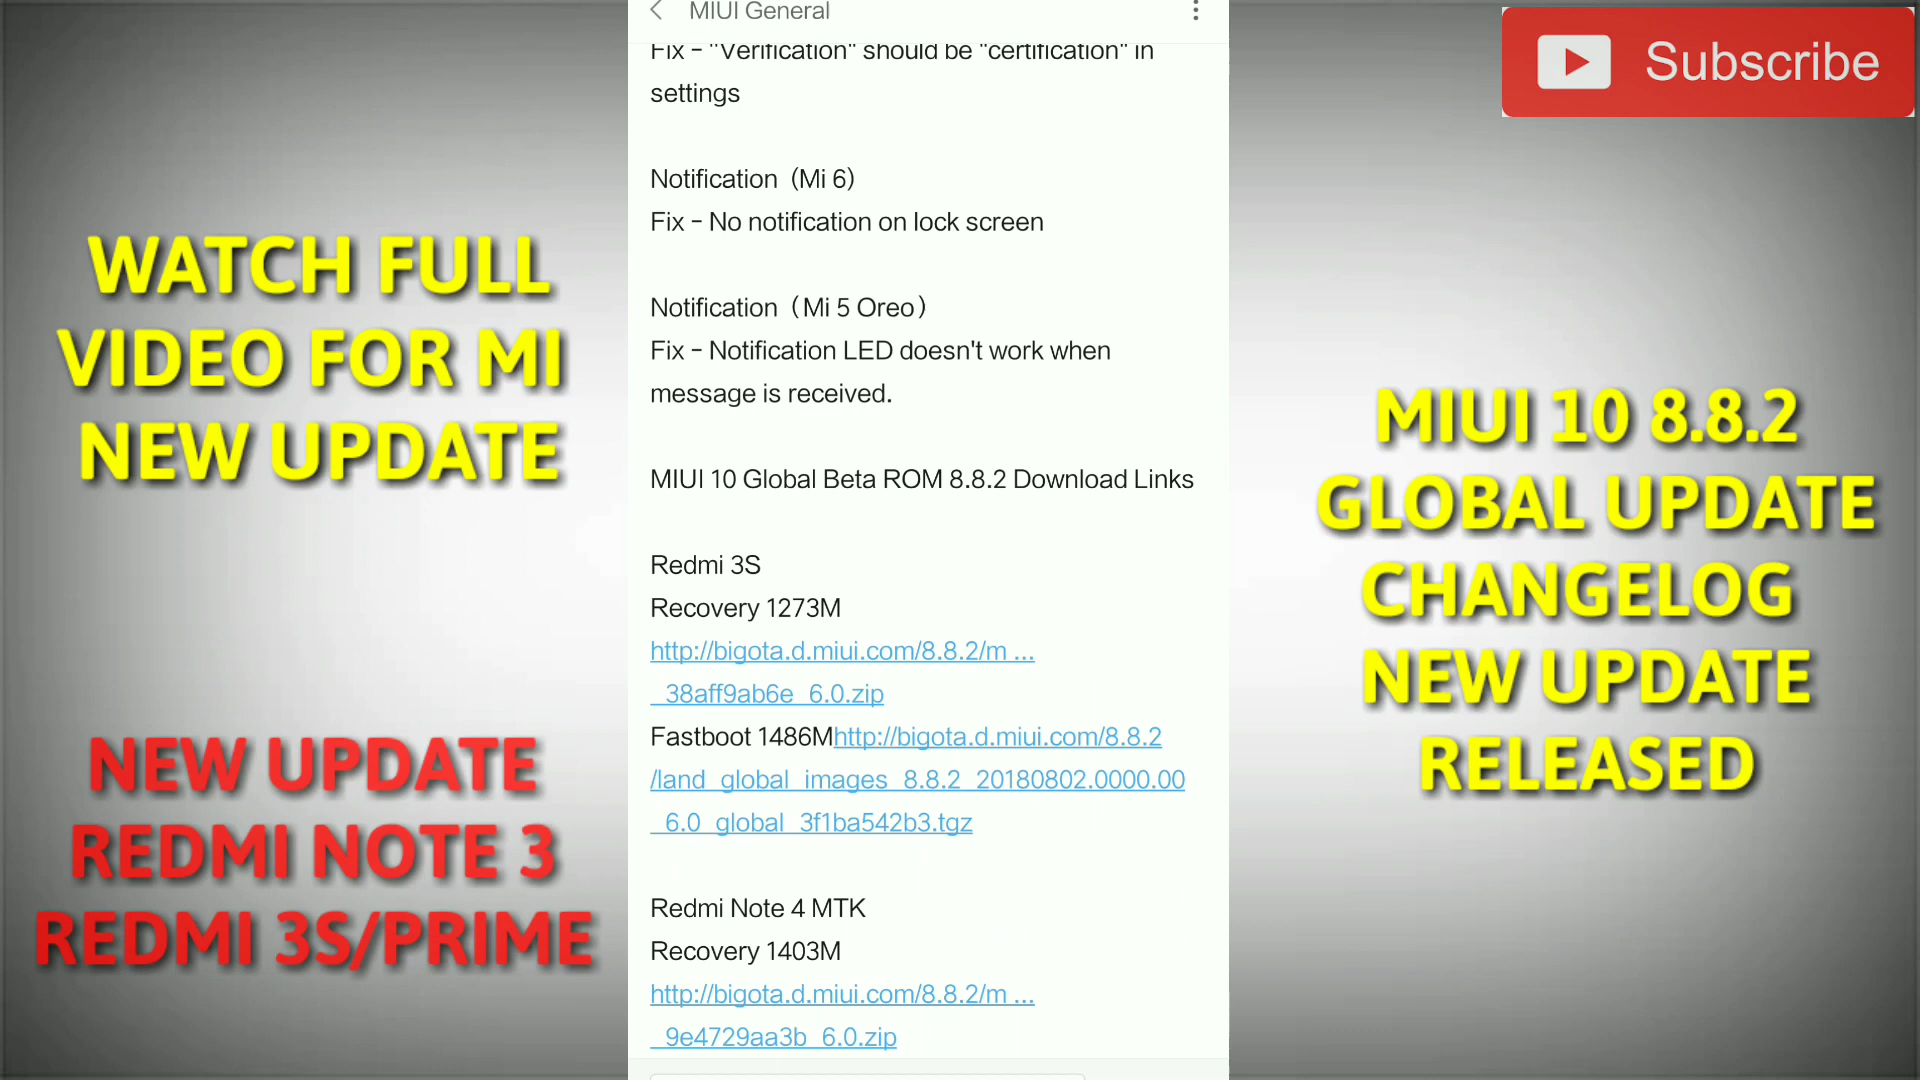 MIUI General
Fix - "Verification" should be "certification" in
settings
Notification (Mi 6)
Fix - No notification on lock screen
Notification (Mi 5 Oreo)
Fix - Notification LED doesn't work when
message is received.
MIUI 10 Global Beta ROM 8.8.2 Download Links
Redmi 3S
Recovery 1273M
http://bigota.d.miui.com/8.8.2/m ...
_38aff9ab6e_6.0.zip
Fastboot 1486Mhttp://bigota.d.miui.com/8.8.2
/land_global_images_8.8.2_20180802.0000.00
_6.0_global_3f1ba542b3.tgz
Redmi Note 4 MTK
Recovery 1403M
http://bigota.d.miui.com/8.8.2/m ...
_9e4729aa3b_6.0.zip
WATCH FULL
VIDEO FOR MI
NEW UPDATE
NEW UPDATE
REDMI NOTE 3
REDMI 3S/PRIME
Subscribe
MIUI 10 8.8.2
GLOBAL UPDATE
CHANGELOG
NEW UPDATE
RELEASED